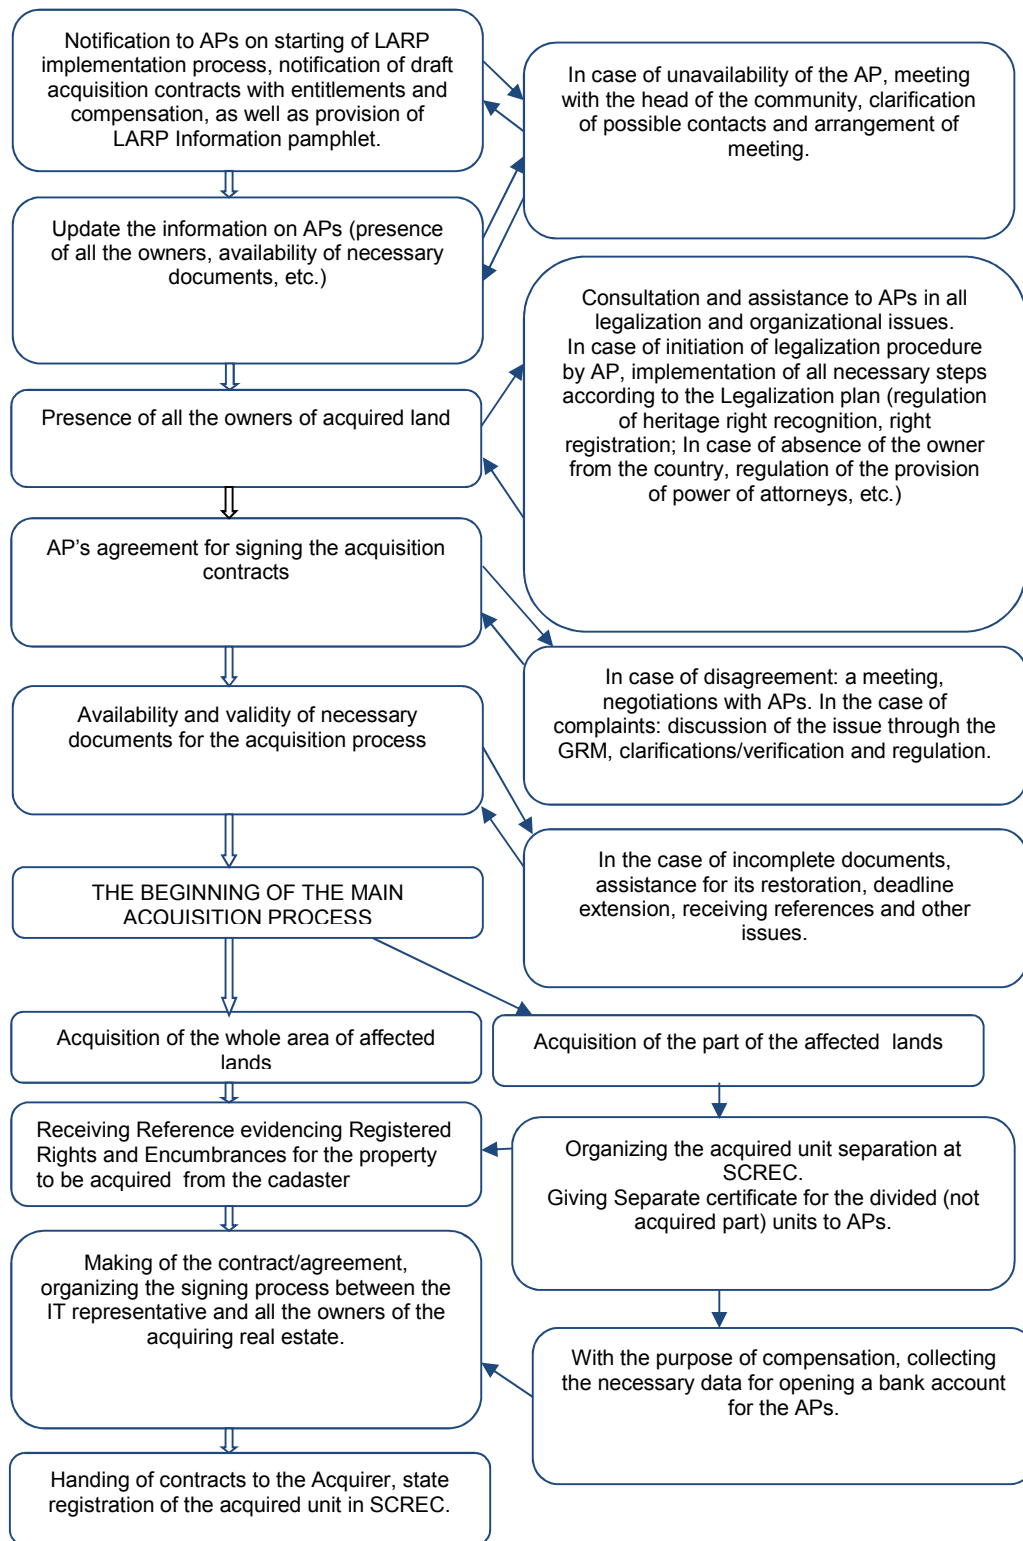 Notification to APs on starting of LARP
implementation process, notification of draft
acquisition contracts with entitlements and
compensation, as well as provision of
LARP Information pamphlet.
In case of unavailability of the AP, meeting
with the head of the community, clarification
of possible contacts and arrangement of
meeting.
Update the information on APs (presence
of all the owners, availability of necessary
documents, etc.)
Consultation and assistance to APs in all
legalization and organizational issues.
In case of initiation of legalization procedure
by AP, implementation of all necessary steps
according to the Legalization plan (regulation
of heritage right recognition, right
registration; In case of absence of the owner
from the country, regulation of the provision
of power of attorneys, etc.)
Presence of all the owners of acquired land
AP's agreement for signing the acquisition
contracts
In case of disagreement: a meeting,
negotiations with APs. In the case of
complaints: discussion of the issue through the
GRM, clarifications/verification and regulation.
Availability and validity of necessary
documents for the acquisition process
In the case of incomplete documents,
assistance for its restoration, deadline
extension, receiving references and other
issues.
THE BEGINNING OF THE MAIN
ACQUISITION PROCESS
Acquisition of the whole area of affected
lands
Acquisition of the part of the affected lands
Receiving Reference evidencing Registered
Rights and Encumbrances for the property
to be acquired from the cadaster
Organizing the acquired unit separation at
SCREC.
Giving Separate certificate for the divided (not
acquired part) units to APs.
Making of the contract/agreement,
organizing the signing process between the
IT representative and all the owners of the
acquiring real estate.
With the purpose of compensation, collecting
the necessary data for opening a bank account
for the APs.
Handing of contracts to the Acquirer, state
registration of the acquired unit in SCREC.